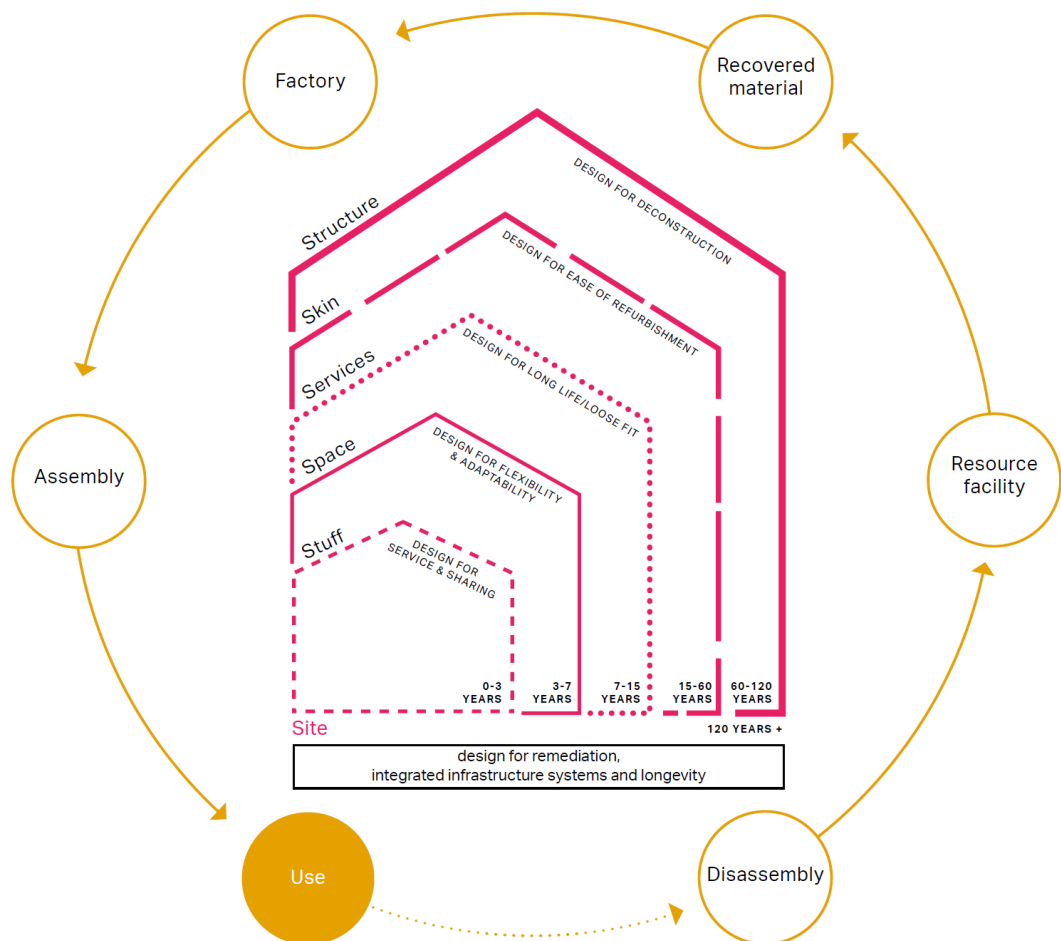 Factory
Recovered
material
Structure
DESIGN FOR DECONSTRUCTION
Skin
DESIGN FOR EASE OF REFURBISHMENT
Services
DESIGN FOR LONG LIFE/LOOSE FIT
Space
DESIGN FOR FLEXIBILITY
& ADAPTABILITY
Stuff
DESIGN FOR
SERVICE & SHARING
Assembly
Resource
facility
0-3
YEARS
3-7
YEARS
7-15
YEARS
15-60
YEARS
60-120
YEARS
Site
120 YEARS +
design for remediation,
integrated infrastructure systems and longevity
Use
Disassembly